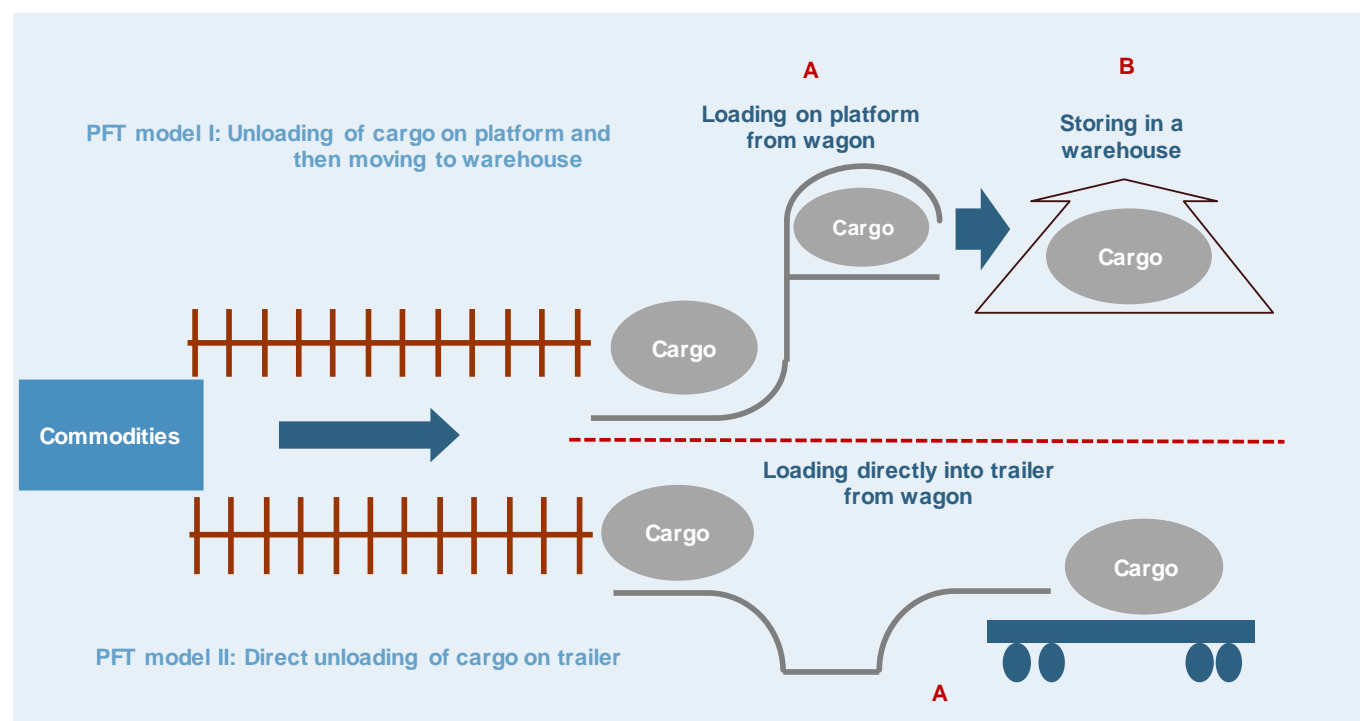 A
B
Loading on platform
from wagon
Storing in a
warehouse
PFT model I: Unloading of cargo on platform and
then moving to warehouse
Cargo
Cargo
Cargo
Commodities
Loading directly into trailer
from wagon
Cargo
Cargo
PFT model II: Direct unloading of cargo on trailer
A